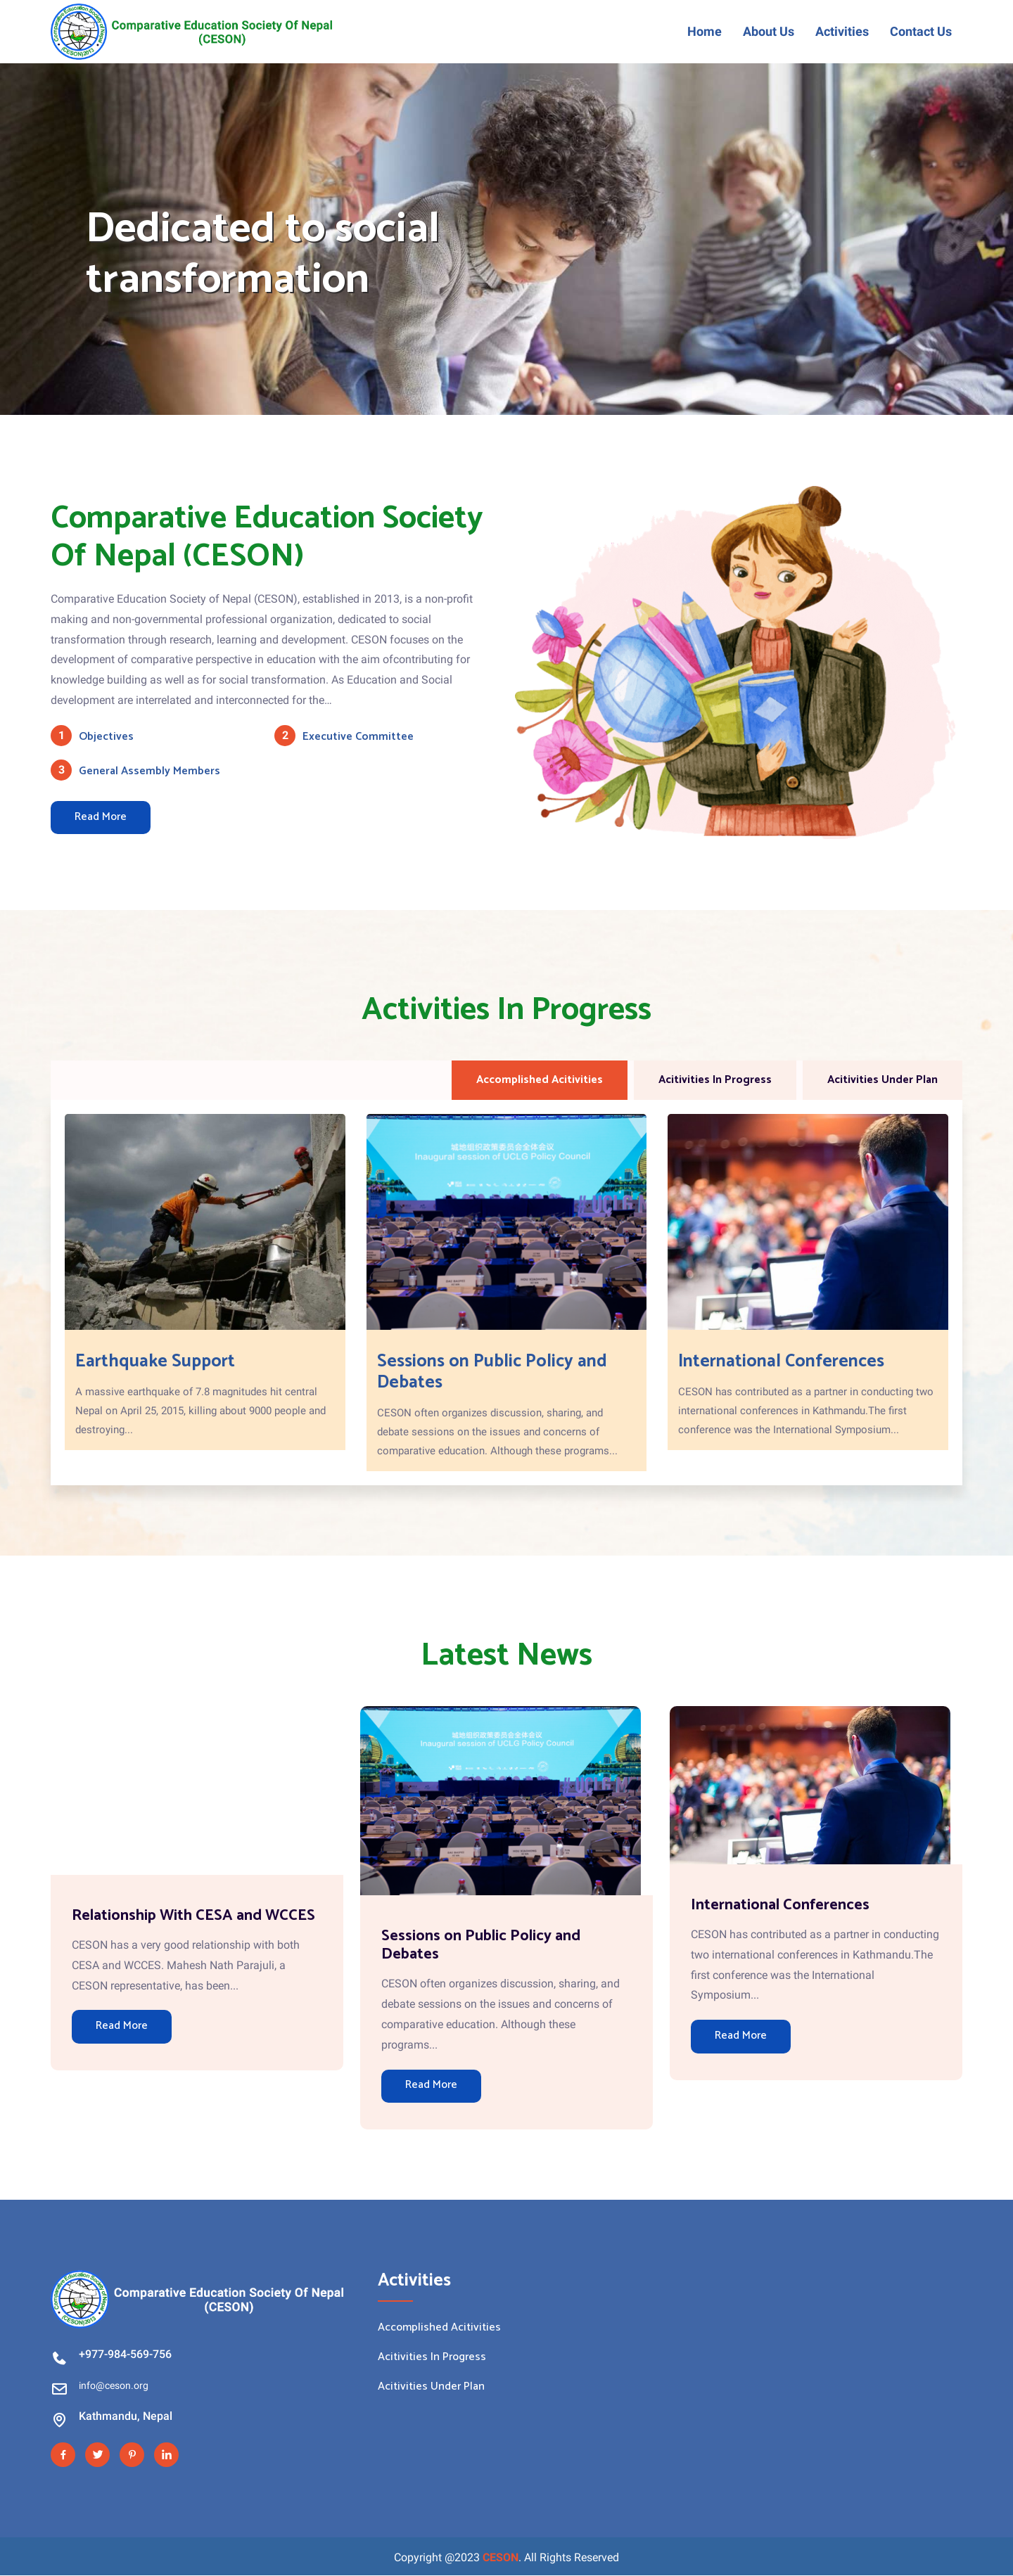 Comparative Education Society Of Nepal
(CESON)
Home
About Us
Activities
Contact Us
Dedicated to social
transformation
Comparative Education Society
Of Nepal (CESON)
Comparative Education Society of Nepal (CESON), established in 2013, is a non-profit
making and non-governmental professional organization, dedicated to social
transformation through research, learning and development. CESON focuses on the
development of comparative perspective in education with the aim ofcontributing for
knowledge building as well as for social transformation. As Education and Social
development are interrelated and interconnected for the...
1 Objectives
2 Executive Committee
3 General Assembly Members
Read More
Activities In Progress
Accomplished Acitivities
Acitivities In Progress
Acitivities Under Plan
Inaugural session of UCLG Policy Council
Earthquake Support
A massive earthquake of 7.8 magnitudes hit central
Nepal on April 25, 2015, killing about 9000 people and
destroying...
Sessions on Public Policy and
Debates
CESON often organizes discussion, sharing, and
debate sessions on the issues and concerns of
comparative education. Although these programs...
International Conferences
CESON has contributed as a partner in conducting two
international conferences in Kathmandu.The first
conference was the International Symposium...
Latest News
Relationship With CESA and WCCES
CESON has a very good relationship with both
CESA and WCCES. Mahesh Nath Parajuli, a
CESON representative, has been...
Read More
Inaugural session of UCLG Policy Council
Sessions on Public Policy and
Debates
CESON often organizes discussion, sharing, and
debate sessions on the issues and concerns of
comparative education. Although these
programs...
Read More
International Conferences
CESON has contributed as a partner in conducting
two international conferences in Kathmandu.The
first conference was the International
Symposium...
Read More
Comparative Education Society Of Nepal
(CESON)
+977-984-569-756
info@ceson.org
Kathmandu, Nepal
Activities
Accomplished Acitivities
Acitivities In Progress
Acitivities Under Plan
Copyright @2023 CESON. All Rights Reserved